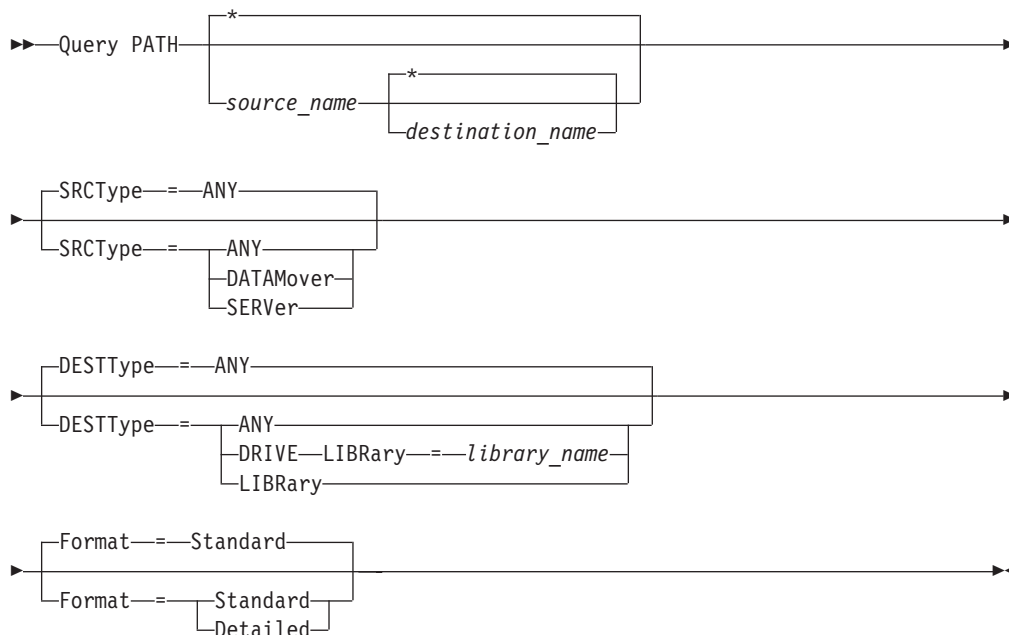 *
Query PATH
*
source_name
destination_name
SRCType = ANY
SRCType = ANY
DATAMover
SERVer
DESTType = ANY
DESTType = ANY
DRIVE LIBRary = library_name
LIBRary
Format = Standard
Format = Standard
Detailed